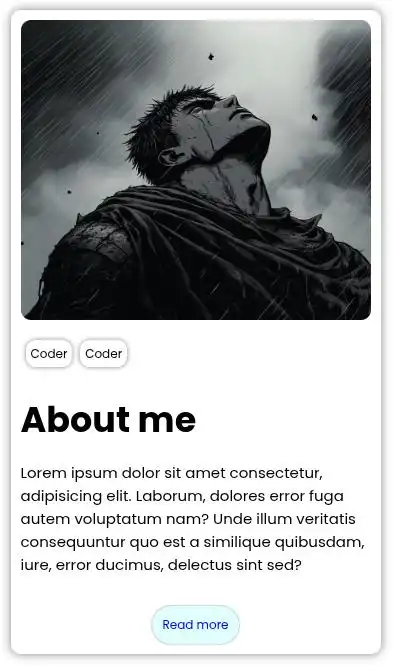 Coder Coder
About me
Lorem ipsum dolor sit amet consectetur,
adipisicing elit. Laborum, dolores error fuga
autem voluptatum nam? Unde illum veritatis
consequuntur quo est a similique quibusdam,
iure, error ducimus, delectus sint sed?
Read more